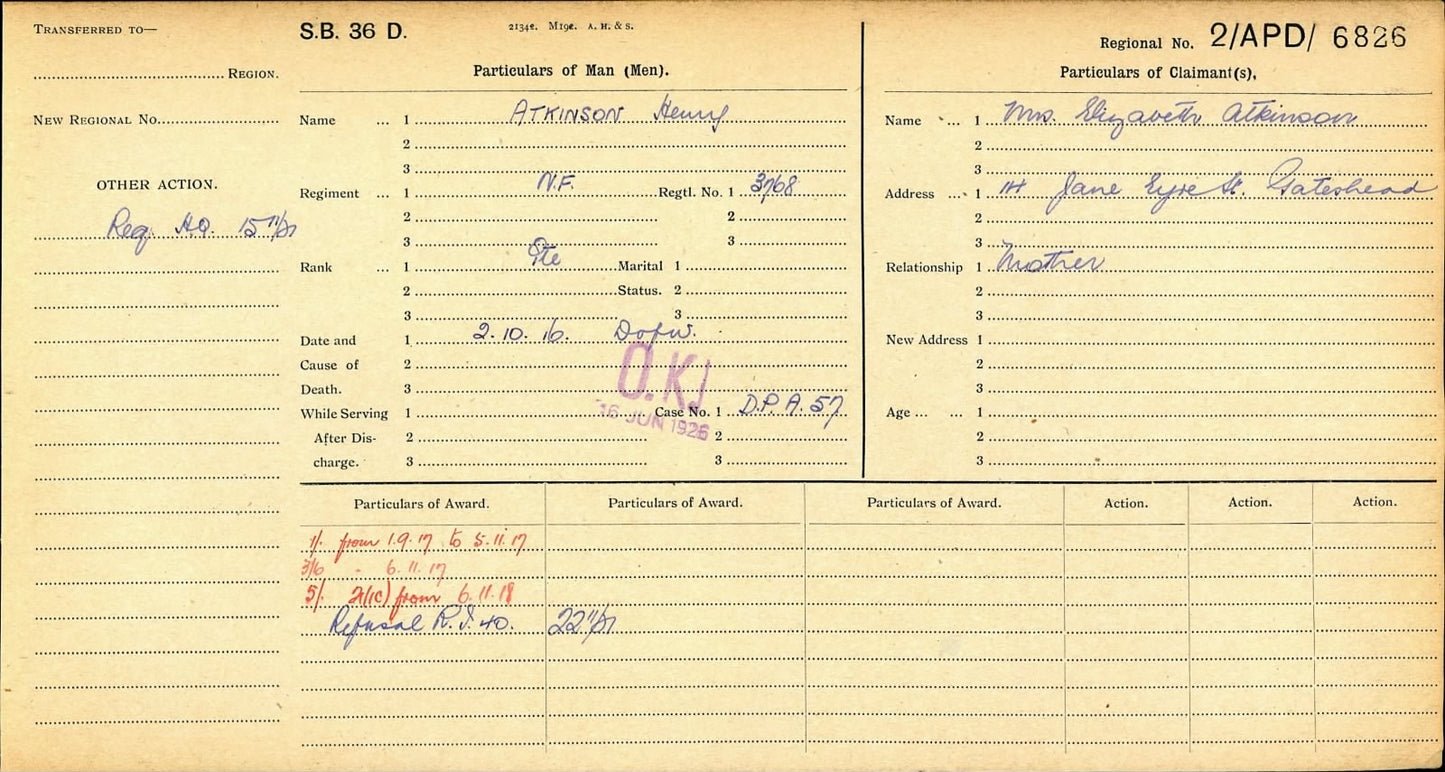 TRANSFERRED TO—
REGION.
NEW REGIONAL NO.
OTHER ACTION.
Reg. HQ. 15/11/21
S.B. 36 D.
21342. M192. A. H. & S.
Particulars of Man (Men).
Name ... 1 ATKINSON Henry
2
3
Regiment ... 1 N.F. Regtl. No. 1 3768
2 2
3 3
Rank ... 1 Pte Marital 1
2 Status. 2
3 3
Date and 1 2.10.16. Dofw.
Cause of 2
Death. 3
O.K.
16 JUN 1926
While Serving 1 Case No. 1 D.P.A. 57
After Dis- 2 2
charge. 3 3
Regional No. 2/APD/ 6826
Particulars of Claimant(s).
Name ... 1 Mrs. Elizabeth Atkinson
2
3
Address ... 1 Jane Eyre St. Gateshead
2
3
Relationship 1 Mother
2
3
New Address 1
2
3
Age ... ... 1
2
3
Particulars of Award. Particulars of Award. Particulars of Award. Action. Action. Action.
1/- from 1.9.17 to 5.11.17
3/6 - 6.11.17
5/- 21(1c) from 6.11.18
Refusal R.I. 40. 22/11/21